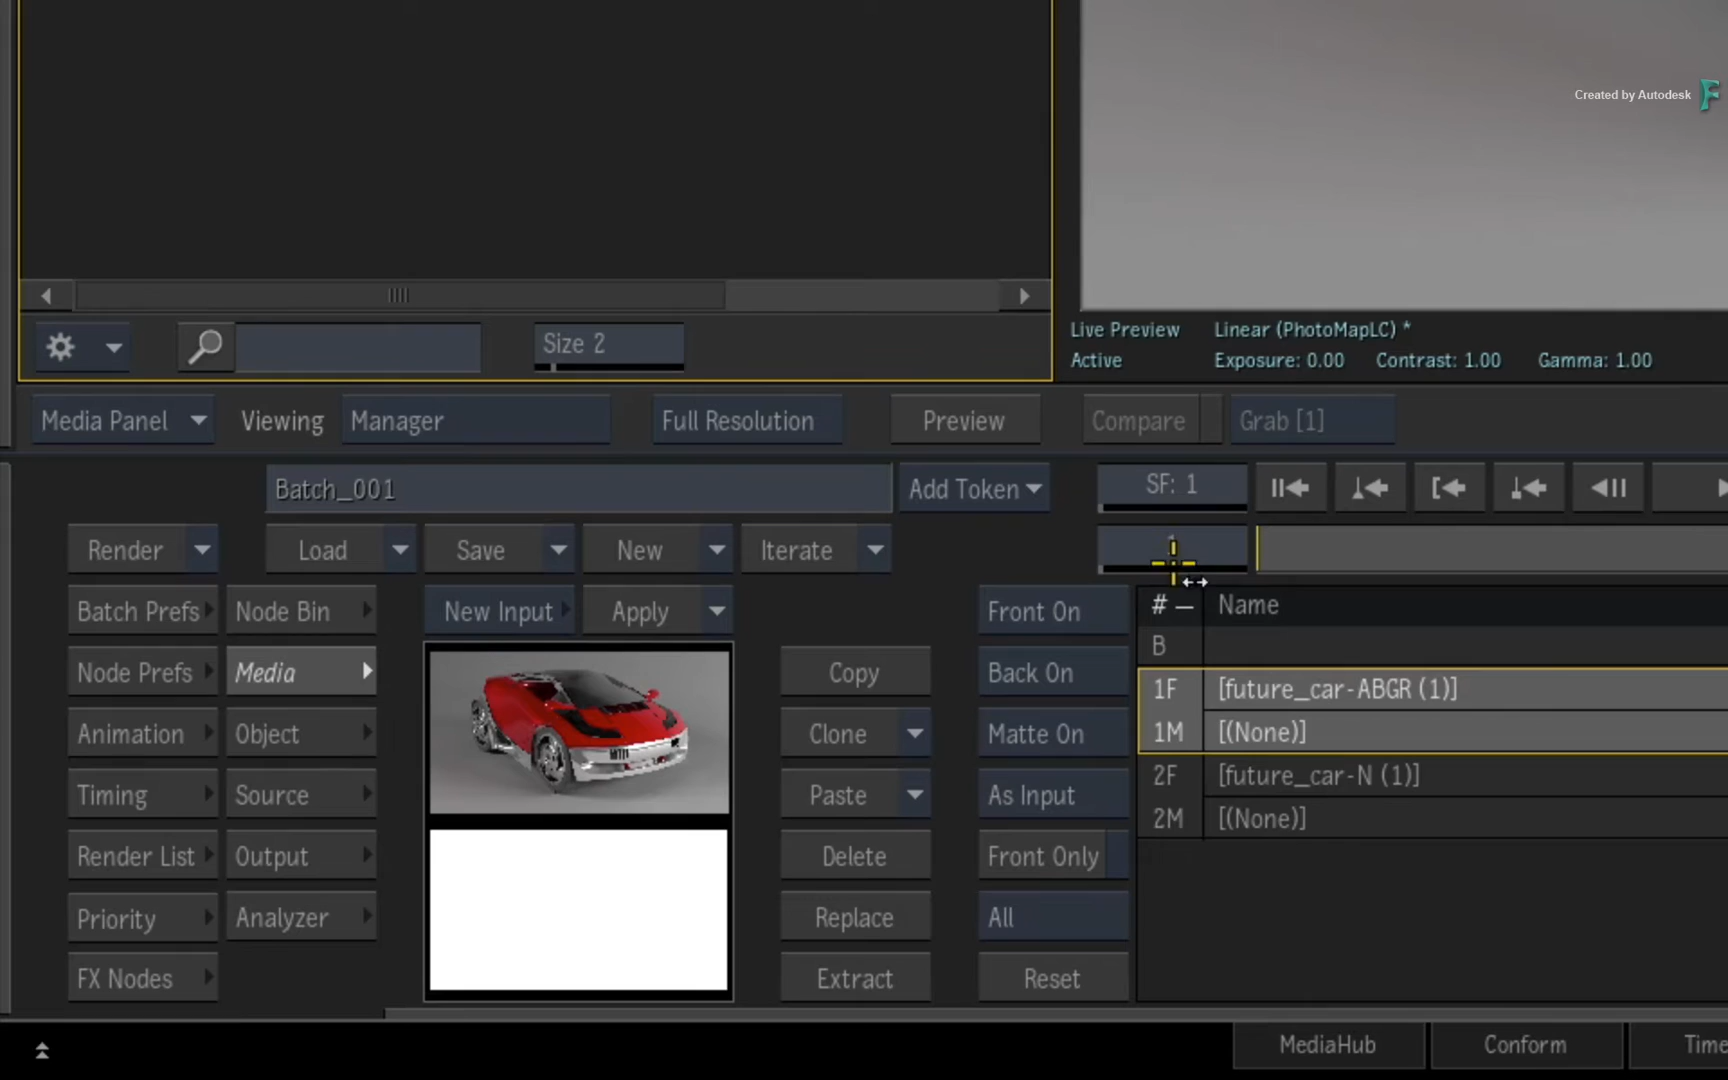 Created by Autodesk
Size 2
Live Preview Linear (PhotoMapLC) *
Active Exposure: 0.00 Contrast: 1.00 Gamma: 1.00
Media Panel Viewing Manager Full Resolution Preview Compare Grab [1]
Batch_001 Add Token SF: 1
Render Load Save New Iterate
Batch Prefs Node Bin New Input Apply Front On # Name
B
Node Prefs Media Copy Back On 1F [future_car-ABGR (1)]
Animation Object Clone Matte On 1M [(None)]
Timing Source Paste As Input 2F [future_car-N (1)]
2M [(None)]
Render List Output Delete Front Only
Priority Analyzer Replace All
FX Nodes Extract Reset
MediaHub Conform Time